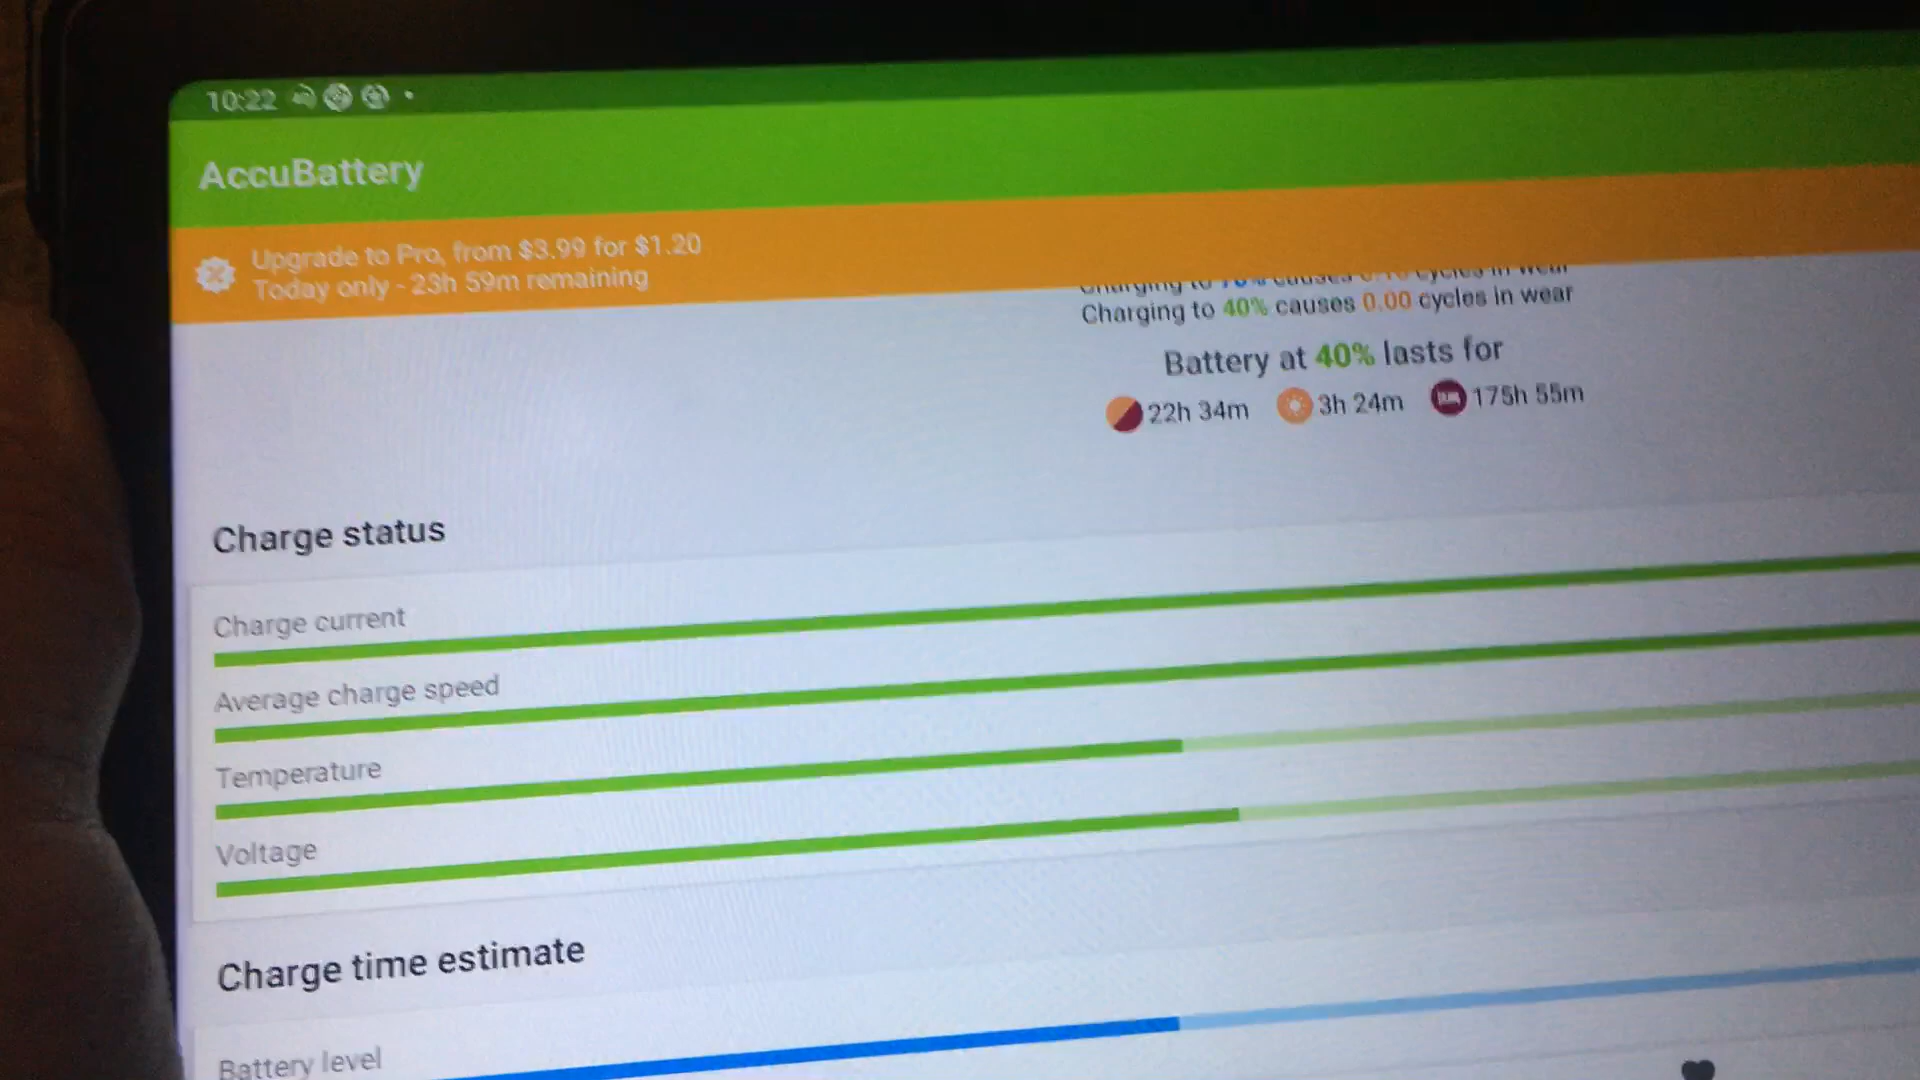 10:22
AccuBattery
Upgrade to Pro, from $3.99 for $1.20
Today only - 23h 59m remaining
Charging to
Charging to 40% causes 0.00 cycles in wear
Battery at 40% lasts for
22h 34m 3h 24m 175h 55m
Charge status
Charge current
Average charge speed
Temperature
Voltage
Charge time estimate
Battery level